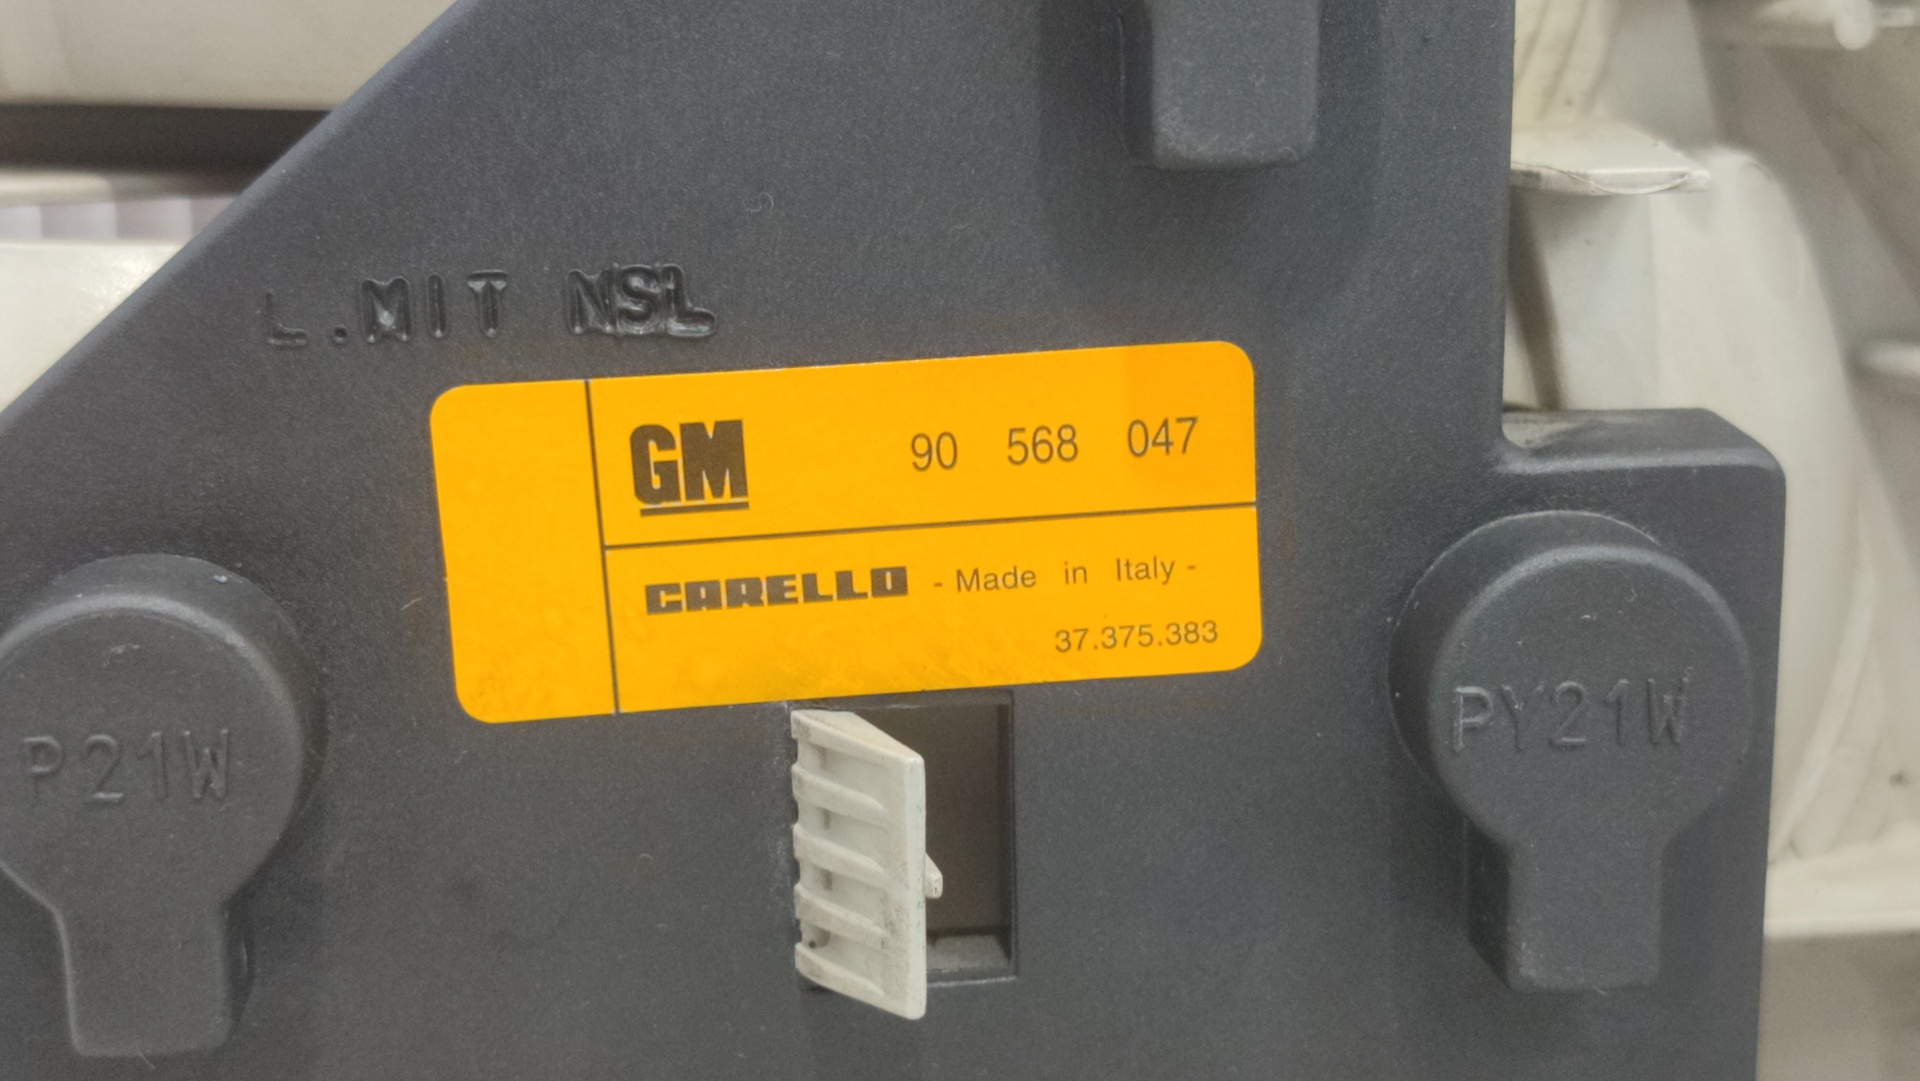 L.MIT NSL
GM 90 568 047
CARELLO - Made in Italy -
37.375.383
P21W
PY21W